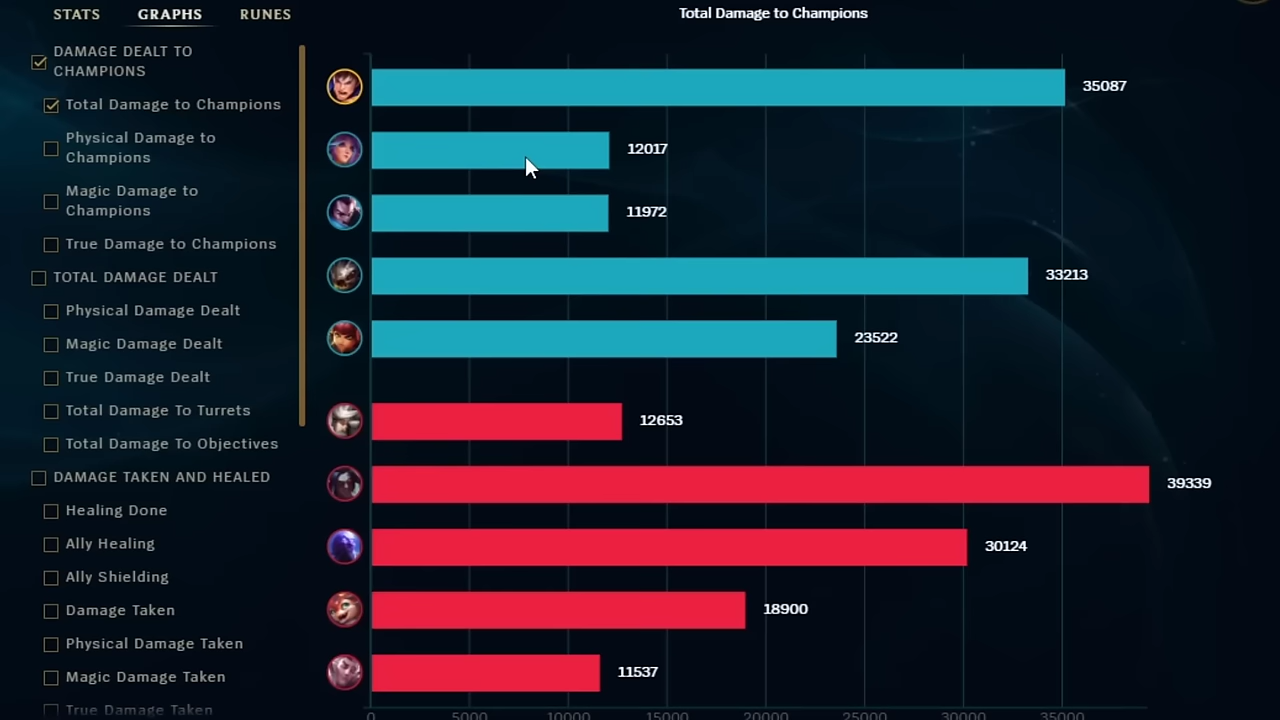 STATS GRAPHS RUNES
Total Damage to Champions
DAMAGE DEALT TO
CHAMPIONS
Total Damage to Champions
Physical Damage to
Champions
Magic Damage to
Champions
True Damage to Champions
TOTAL DAMAGE DEALT
Physical Damage Dealt
Magic Damage Dealt
True Damage Dealt
Total Damage To Turrets
Total Damage To Objectives
DAMAGE TAKEN AND HEALED
Healing Done
Ally Healing
Ally Shielding
Damage Taken
Physical Damage Taken
Magic Damage Taken
True Damage Taken
35087
12017
11972
33213
23522
12653
39339
30124
18900
11537
0 5000 10000 15000 20000 25000 30000 35000